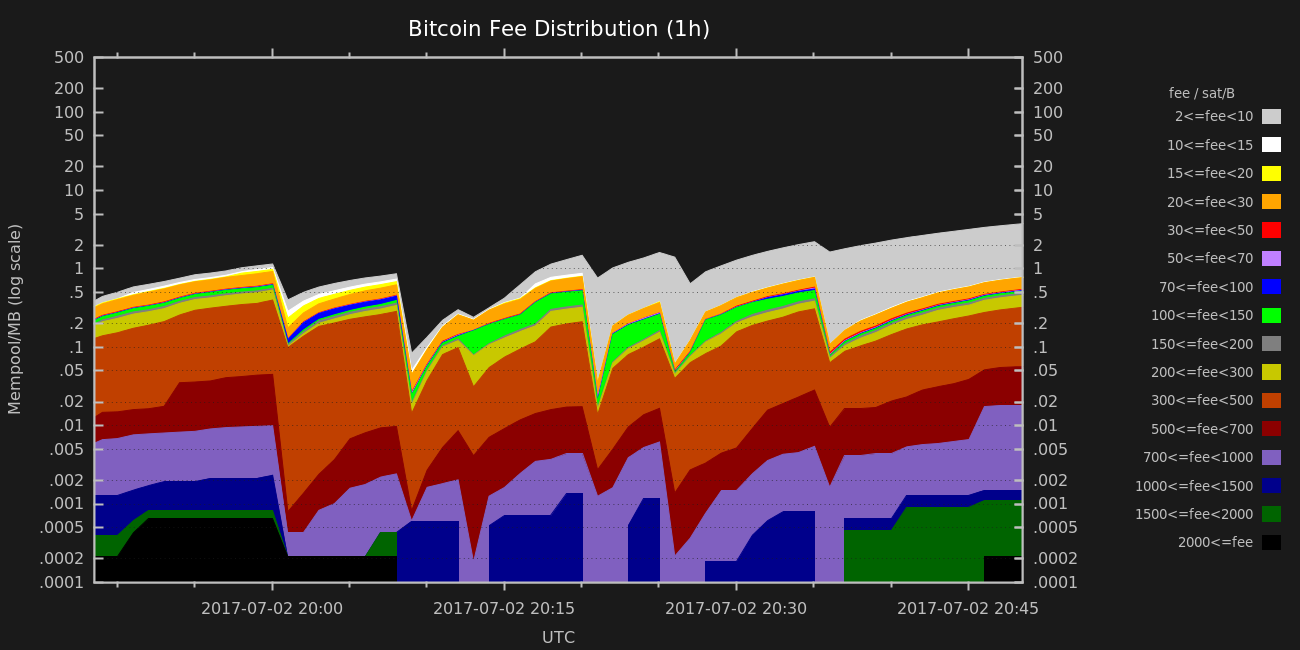 Bitcoin Fee Distribution (1h)
Mempool/MB (log scale)
500
200
100
50
20
10
5
2
1
.5
.2
.1
.05
.02
.01
.005
.002
.001
.0005
.0002
.0001
500
200
100
50
20
10
5
2
1
.5
.2
.1
.05
.02
.01
.005
.002
.001
.0005
.0002
.0001
2017-07-02 20:00
2017-07-02 20:15
2017-07-02 20:30
2017-07-02 20:45
UTC
fee / sat/B
2<=fee<10
10<=fee<15
15<=fee<20
20<=fee<30
30<=fee<50
50<=fee<70
70<=fee<100
100<=fee<150
150<=fee<200
200<=fee<300
300<=fee<500
500<=fee<700
700<=fee<1000
1000<=fee<1500
1500<=fee<2000
2000<=fee